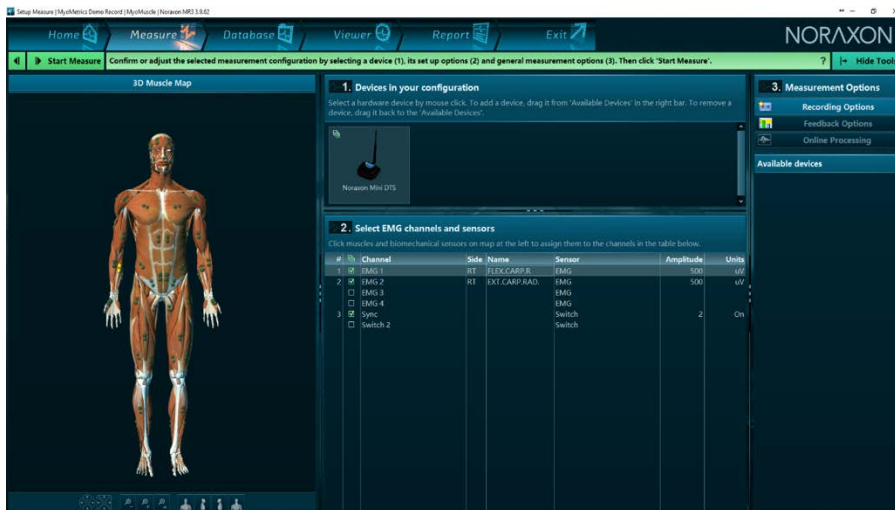 Setup Measure | MyoMetrics Demo Record | MyoMuscle | Noraxon MR3 3.8.62
Home Measure Database Viewer Report Exit
NORAXON
Start Measure Confirm or adjust the selected measurement configuration by selecting a device (1), its set up options (2) and general measurement options (3). Then click 'Start Measure'. ? Hide Tools
3D Muscle Map
1. Devices in your configuration
Select a hardware device by mouse click. To add a device, drag it from 'Available Devices' in the right bar. To remove a
device, drag it back to the 'Available Devices'.
Noraxon Mini DTS
2. Select EMG channels and sensors
Click muscles and biomechanical sensors on map at the left to assign them to the channels in the table below.
# Channel Side Name Sensor Amplitude Units
1 EMG 1 RT FLEX.CARP.R. EMG 500 uV
2 EMG 2 RT EXT.CARP.RAD. EMG 500 uV
EMG 3 EMG
EMG 4 EMG
3 Sync Switch 2 On
Switch 2 Switch
3. Measurement Options
Recording Options
Feedback Options
Online Processing
Available devices